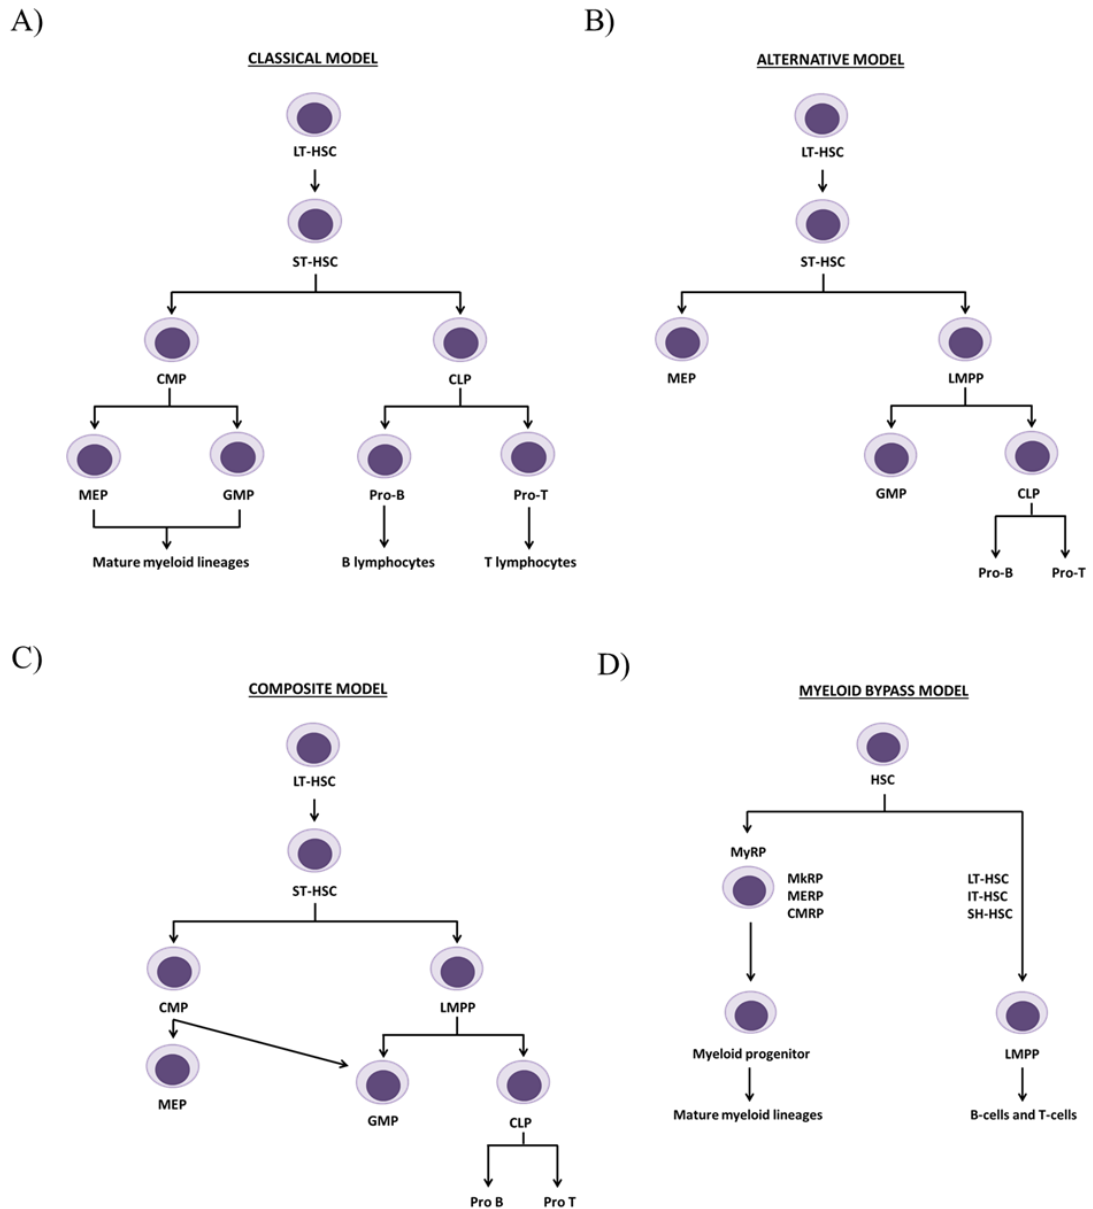 A)
CLASSICAL MODEL
LT-HSC
ST-HSC
CMP CLP
MEP GMP Pro-B Pro-T
Mature myeloid lineages B lymphocytes T lymphocytes
B)
ALTERNATIVE MODEL
LT-HSC
ST-HSC
MEP LMPP
GMP CLP
Pro-B Pro-T
C)
COMPOSITE MODEL
LT-HSC
ST-HSC
CMP LMPP
MEP GMP CLP
Pro B Pro T
D)
MYELOID BYPASS MODEL
HSC
MyRP
MkRP
MERP
CMRP
LT-HSC
IT-HSC
SH-HSC
Myeloid progenitor LMPP
Mature myeloid lineages B-cells and T-cells